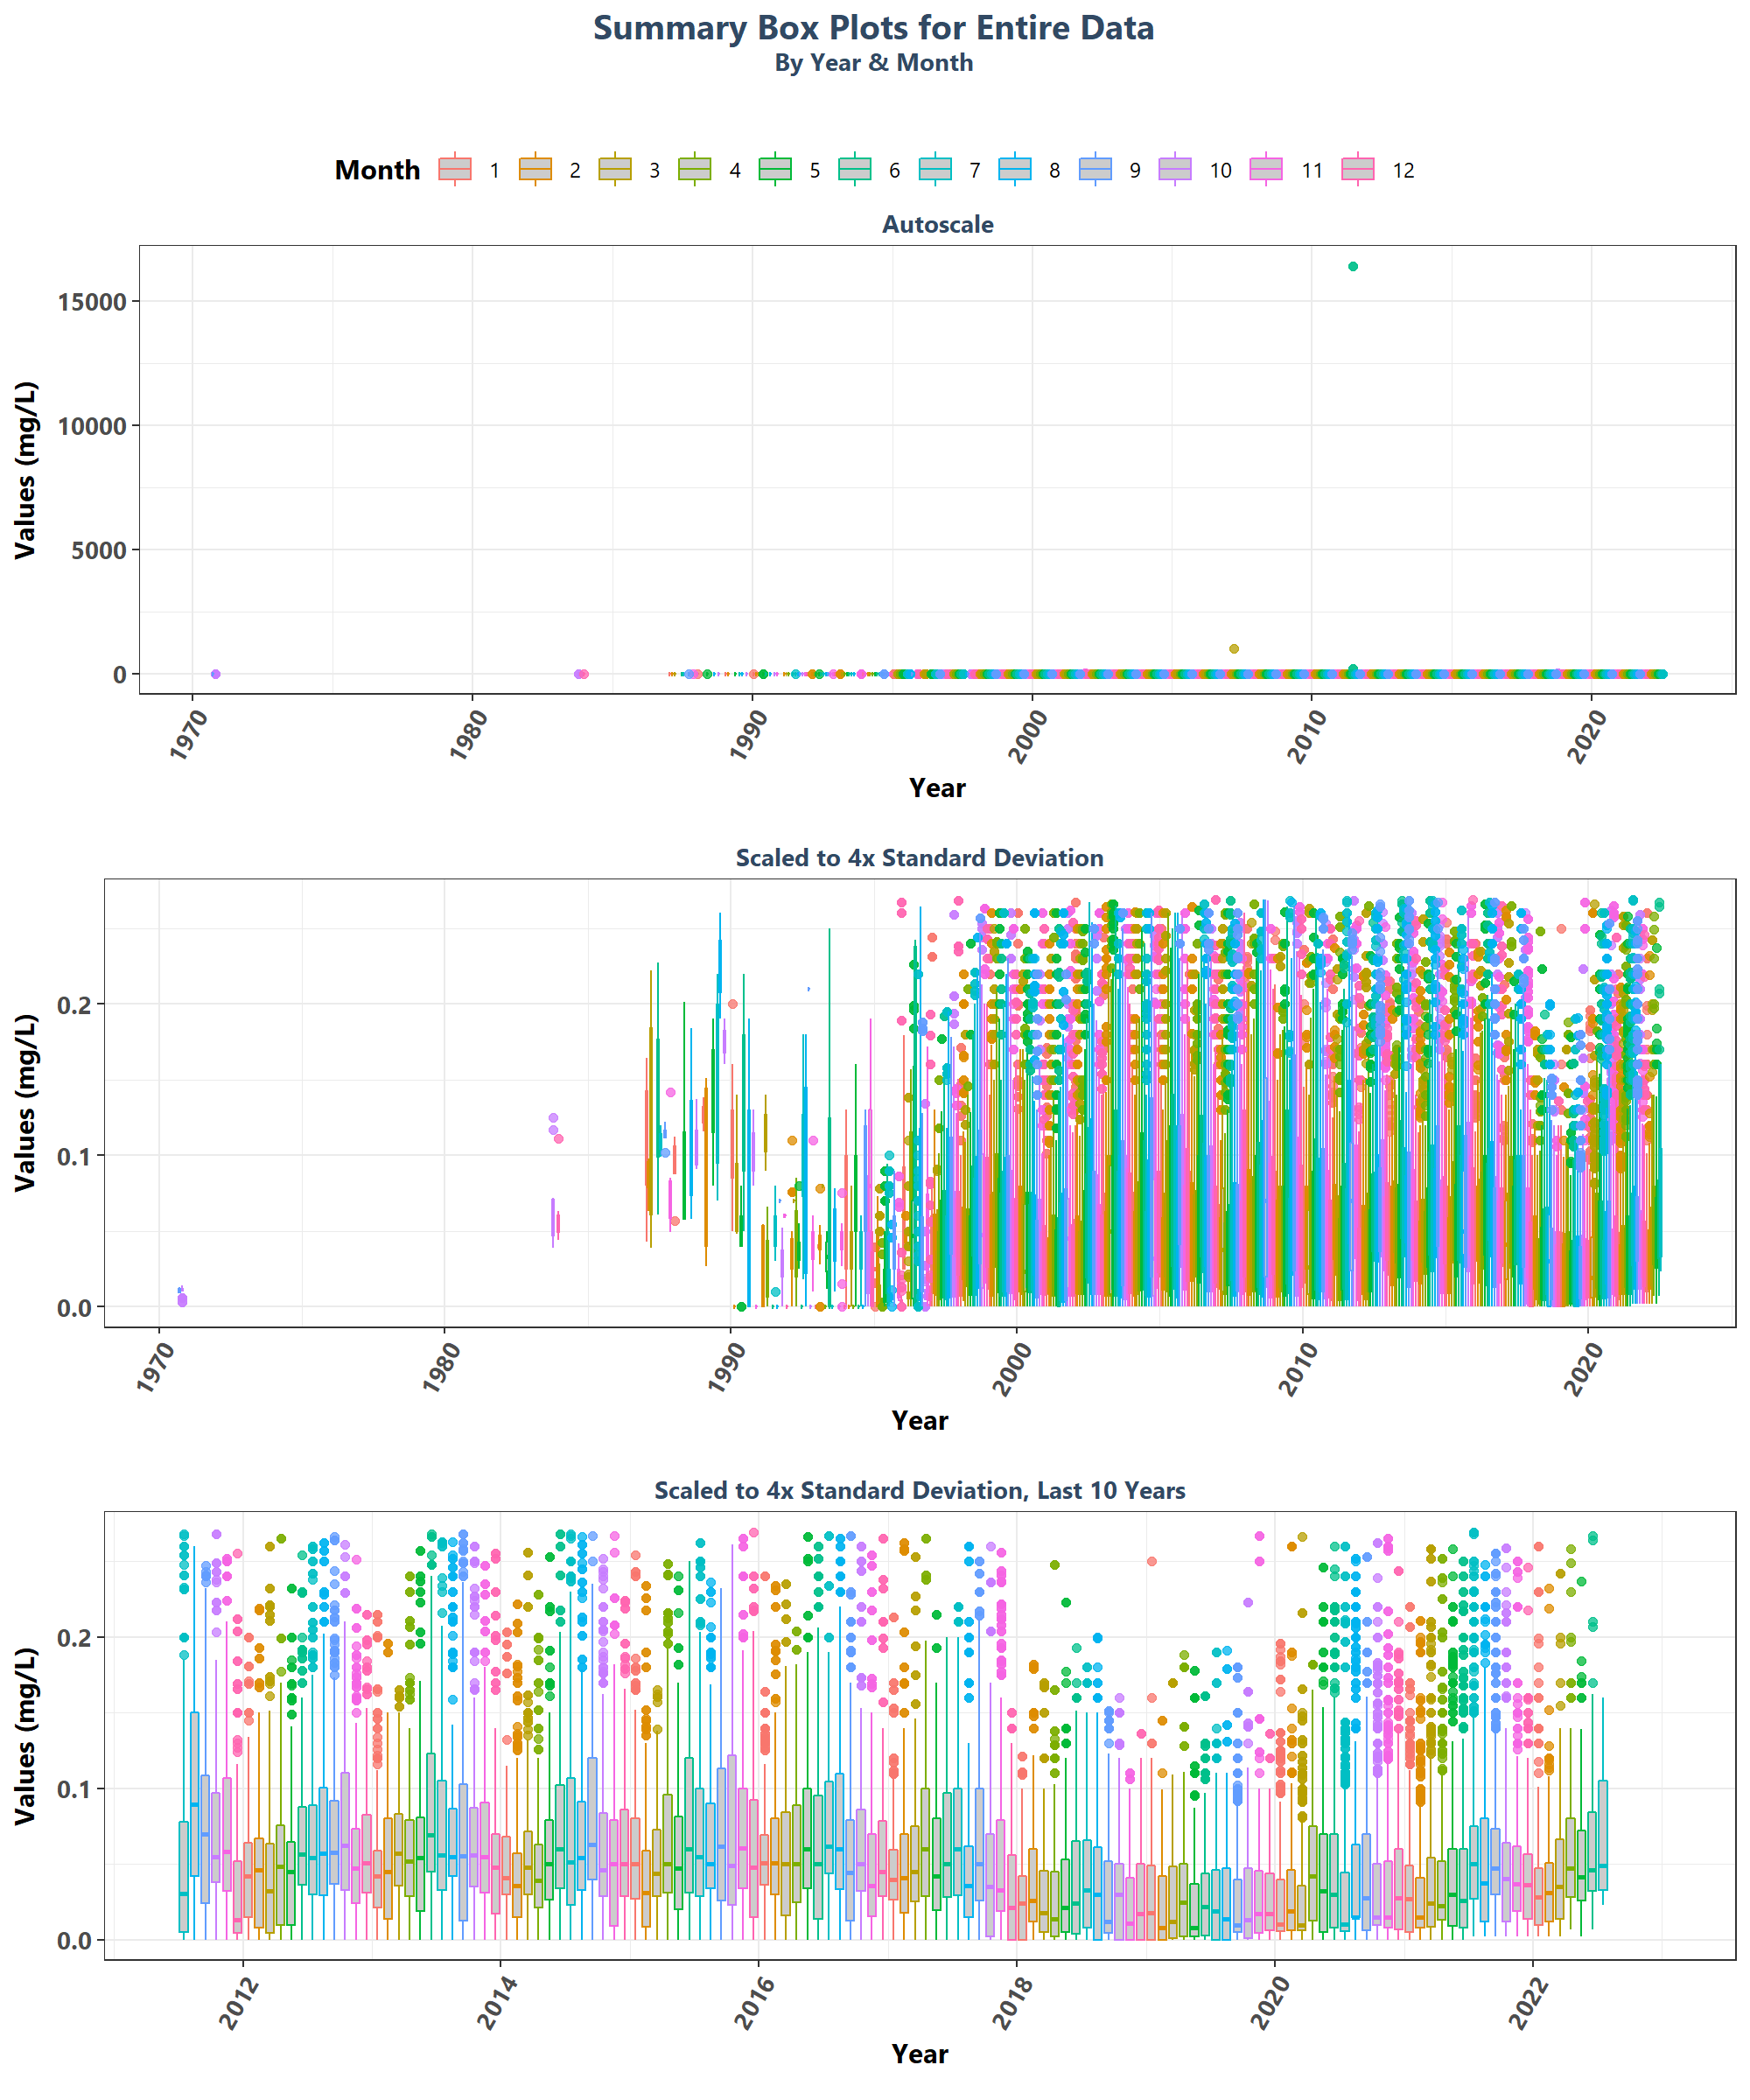 Summary Box Plots for Entire Data
By Year & Month
Month 1 2 3 4 5 6 7 8 9 10 11 12
Autoscale
Values (mg/L)
15000
10000
5000
0
1970 1980 1990 2000 2010 2020
Year
Scaled to 4x Standard Deviation
Values (mg/L)
0.2
0.1
0.0
1970 1980 1990 2000 2010 2020
Year
Scaled to 4x Standard Deviation, Last 10 Years
Values (mg/L)
0.2
0.1
0.0
2012 2014 2016 2018 2020 2022
Year